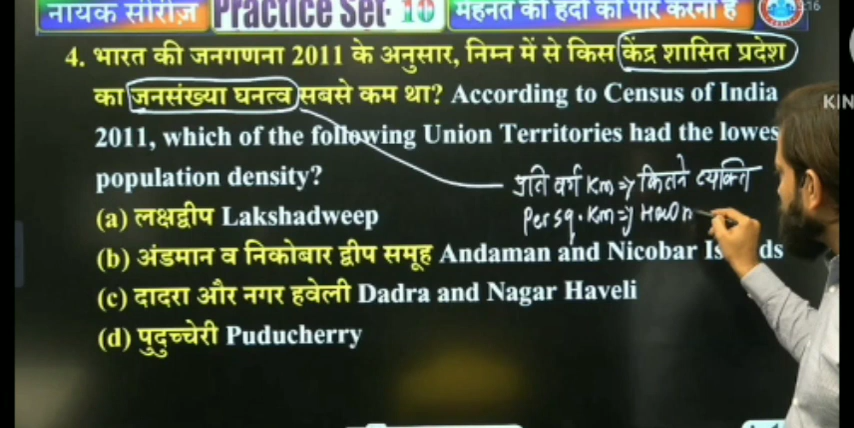 नायक सीरीज़ Practice Set- 10 मेहनत की हदों को पार करना है
4. भारत की जनगणना 2011 के अनुसार, निम्न में से किस केंद्र शासित प्रदेश
का जनसंख्या घनत्व सबसे कम था? According to Census of India
2011, which of the following Union Territories had the lowes
population density?
प्रति वर्ग Km ⇒ कितने व्यक्ति
Per sq. Km ⇒
(a) लक्षद्वीप Lakshadweep
(b) अंडमान व निकोबार द्वीप समूह Andaman and Nicobar Is ds
(c) दादरा और नगर हवेली Dadra and Nagar Haveli
(d) पुदुच्चेरी Puducherry
KIN